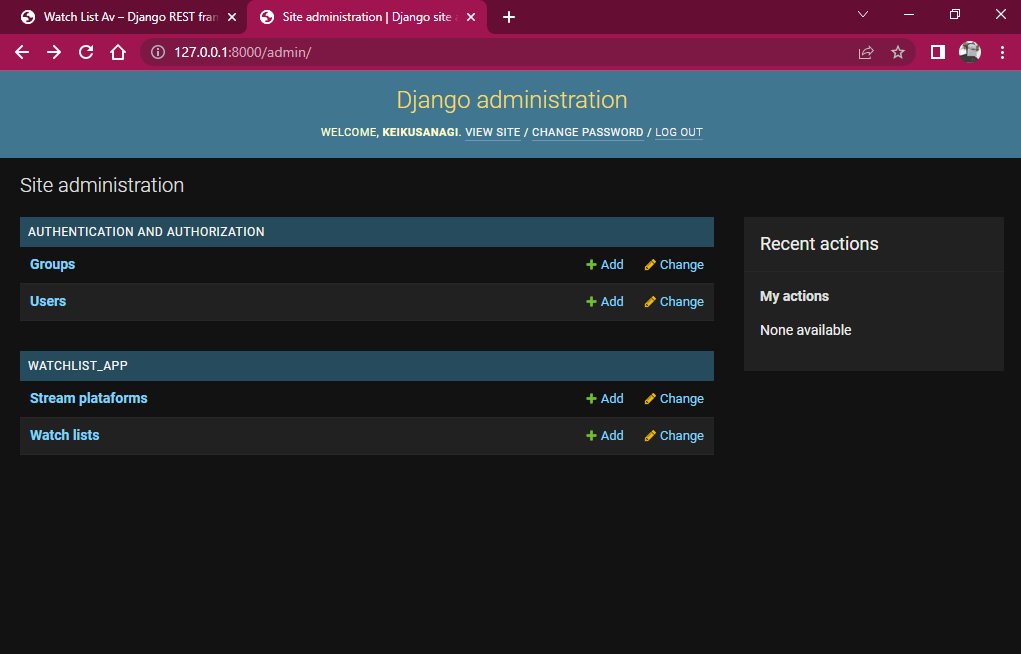 Watch List Av – Django REST fram
Site administration | Django site a
127.0.0.1:8000/admin/
Django administration
WELCOME, KEIKUSANAGI. VIEW SITE / CHANGE PASSWORD / LOG OUT
Site administration
AUTHENTICATION AND AUTHORIZATION
Groups Add Change
Users Add Change
WATCHLIST_APP
Stream plataforms Add Change
Watch lists Add Change
Recent actions
My actions
None available